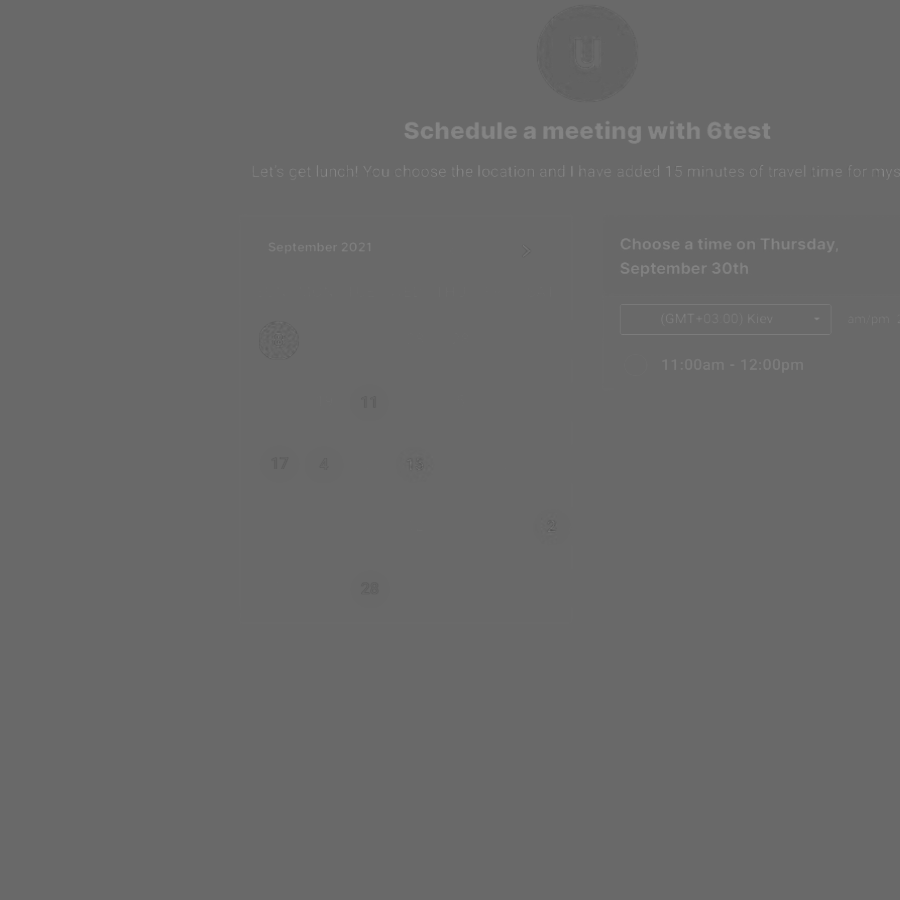 u
Schedule a meeting with 6test
Let's get lunch! You choose the location and I have added 15 minutes of travel time for mys
September 2021
Choose a time on Thursday,
September 30th
(GMT+03:00) Kiev
am/pm
11:00am - 12:00pm
11
17
28